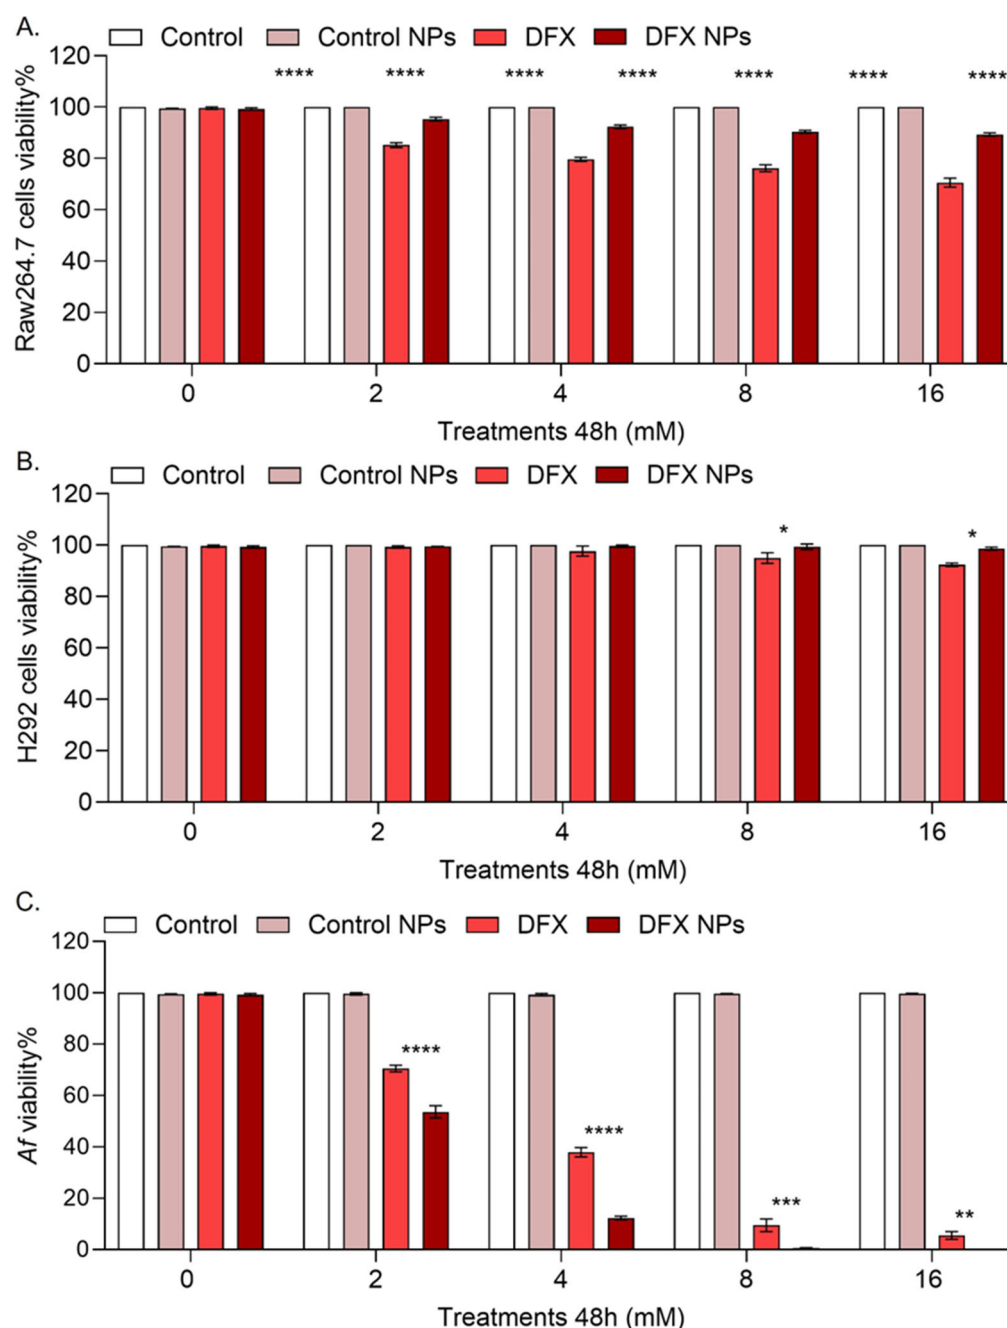 A.
Control Control NPs DFX DFX NPs
120
**** **** **** **** **** **** ****
100
80
60
40
20
0
Raw264.7 cells viability%
0 2 4 8 16
Treatments 48h (mM)
B.
Control Control NPs DFX DFX NPs
120
* *
100
80
60
40
20
0
H292 cells viability%
0 2 4 8 16
Treatments 48h (mM)
C.
Control Control NPs DFX DFX NPs
120
100
80
****
60
****
40
20
*** **
0
Af viability%
0 2 4 8 16
Treatments 48h (mM)